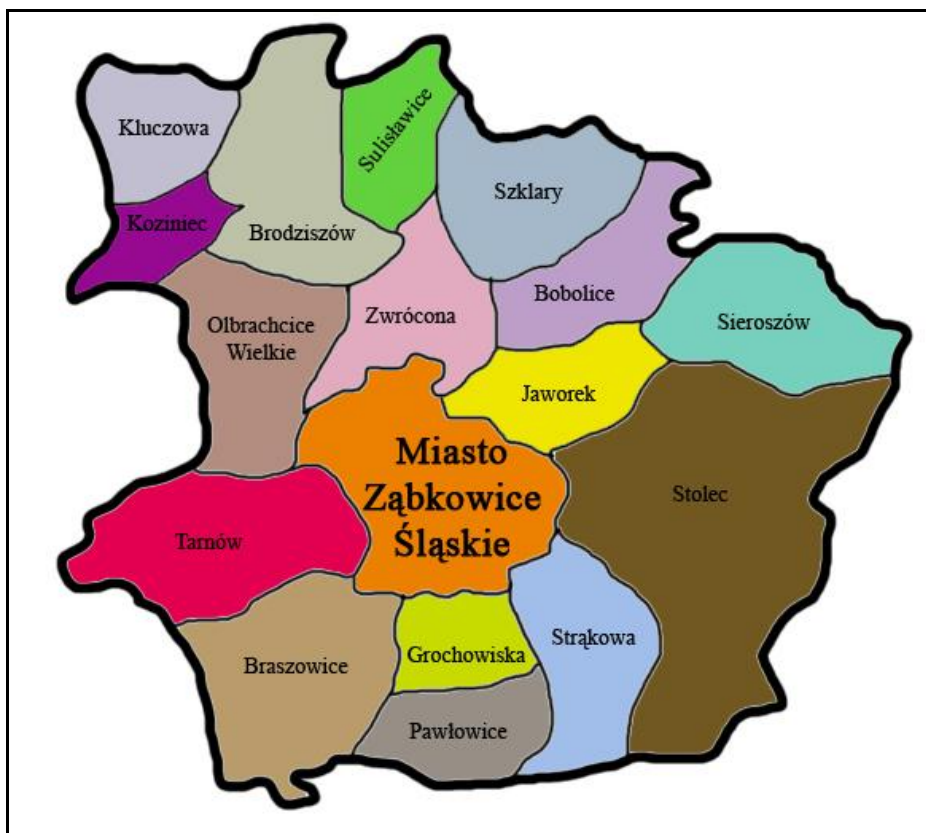 Kluczowa
Sulisławice
Szklary
Koziniec
Brodziszów
Bobolice
Olbrachcice
Wielkie
Zwrócona
Sieroszów
Jaworek
Miasto
Ząbkowice
Śląskie
Stolec
Tarnów
Strąkowa
Grochowiska
Braszowice
Pawłowice